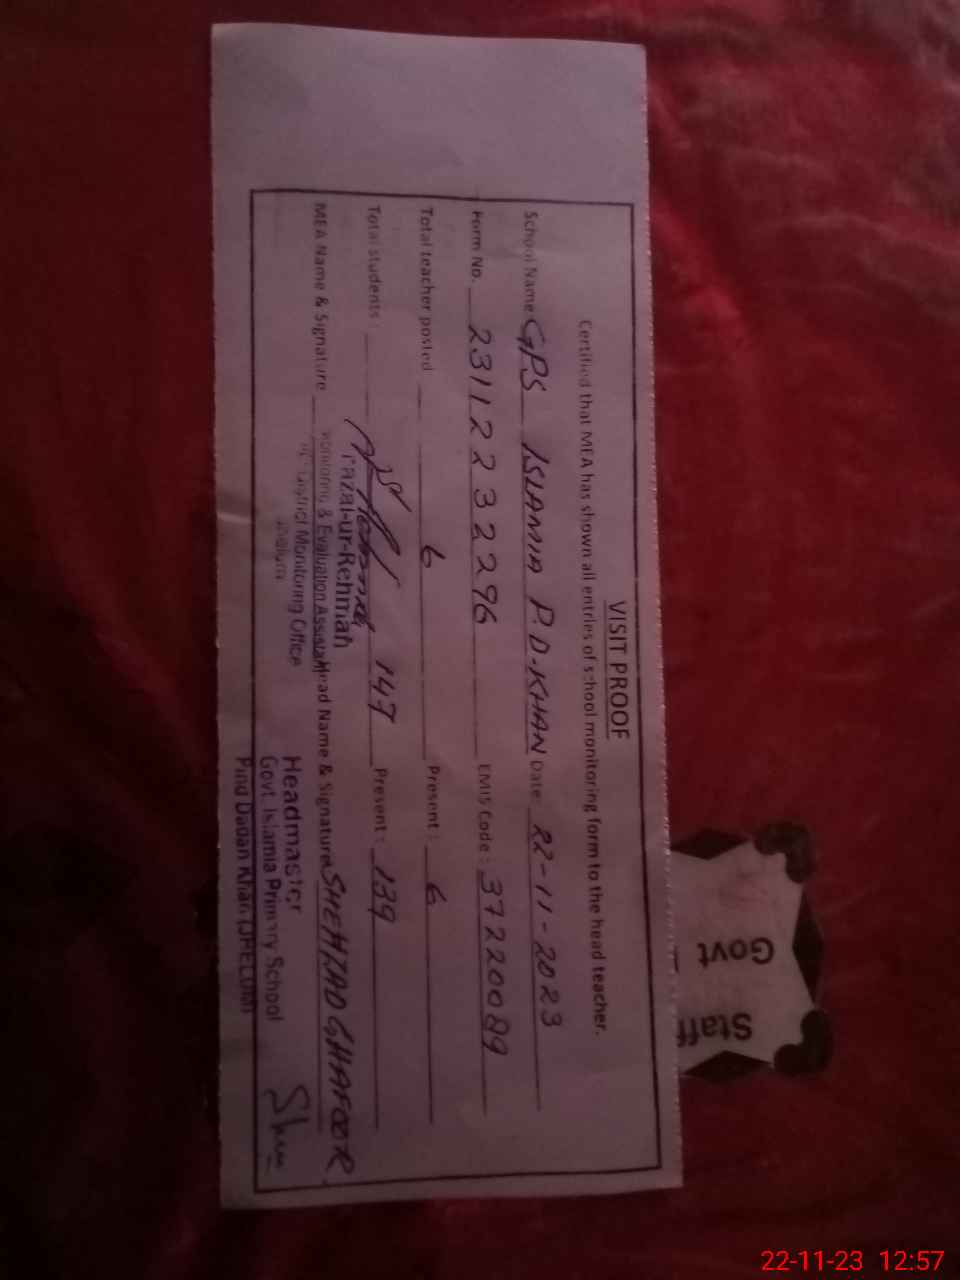 VISIT PROOF
Certified that MEA has shown all entries of school monitoring form to the head teacher.
School Name GPS ISLAMIA P.D.KHAN Date: 22-11-2023
Form No. 23112232296 EMIS Code: 37220089
Total teacher posted 6 Present: 6
Total students: 147 Present: 139
MEA Name & Signature Head Name & Signature SHEHZAD GHAFOOR
Fazal-ur-Rehman
Monitoring & Evaluation Assistant
District Monitoring Office
Jhelum
Headmaster
Govt. Islamia Primary School
Pind Dadan Khan (JHELUM)
Govt
Staff
22-11-23 12:57